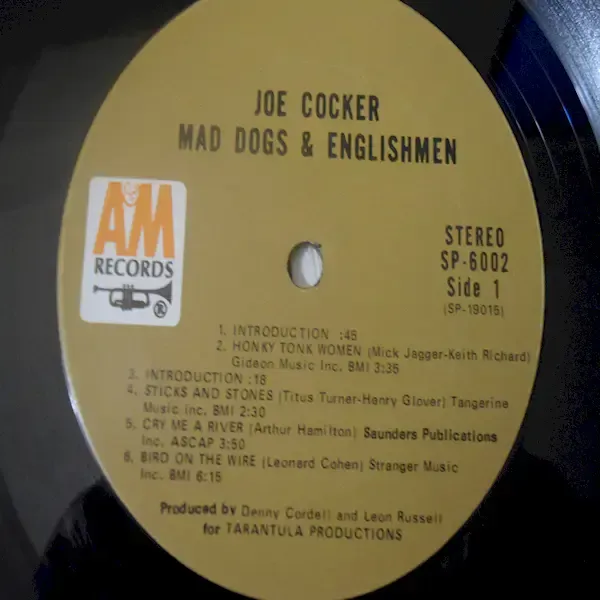 JOE COCKER
MAD DOGS & ENGLISHMEN
AM
RECORDS
®
STEREO
SP-6002
Side 1
(SP-19015)
1. INTRODUCTION :45
2. HONKY TONK WOMEN (Mick Jagger-Keith Richard)
Gideon Music Inc. BMI 3:35
3. INTRODUCTION :18
4. STICKS AND STONES (Titus Turner-Henry Glover) Tangerine
Music Inc. BMI 2:30
5. CRY ME A RIVER (Arthur Hamilton) Saunders Publications
Inc. ASCAP 3:50
6. BIRD ON THE WIRE (Leonard Cohen) Stranger Music
Inc. BMI 6:15
Produced by Denny Cordell and Leon Russell
for TARANTULA PRODUCTIONS